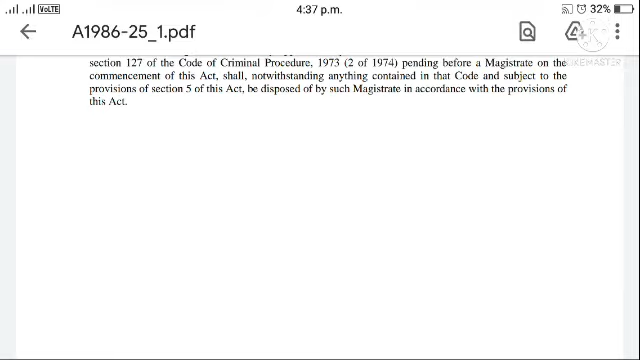 VoLTE
4:37 p.m.
32%
A1986-25_1.pdf
KINEMASTER
section 127 of the Code of Criminal Procedure, 1973 (2 of 1974) pending before a Magistrate on the
commencement of this Act, shall, notwithstanding anything contained in that Code and subject to the
provisions of section 5 of this Act, be disposed of by such Magistrate in accordance with the provisions of
this Act.